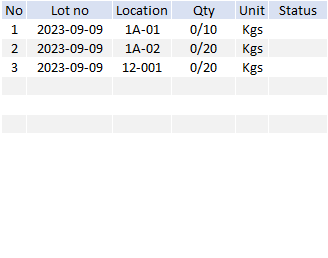 No Lot no Location Qty Unit Status
1 2023-09-09 1A-01 0/10 Kgs
2 2023-09-09 1A-02 0/20 Kgs
3 2023-09-09 12-001 0/20 Kgs